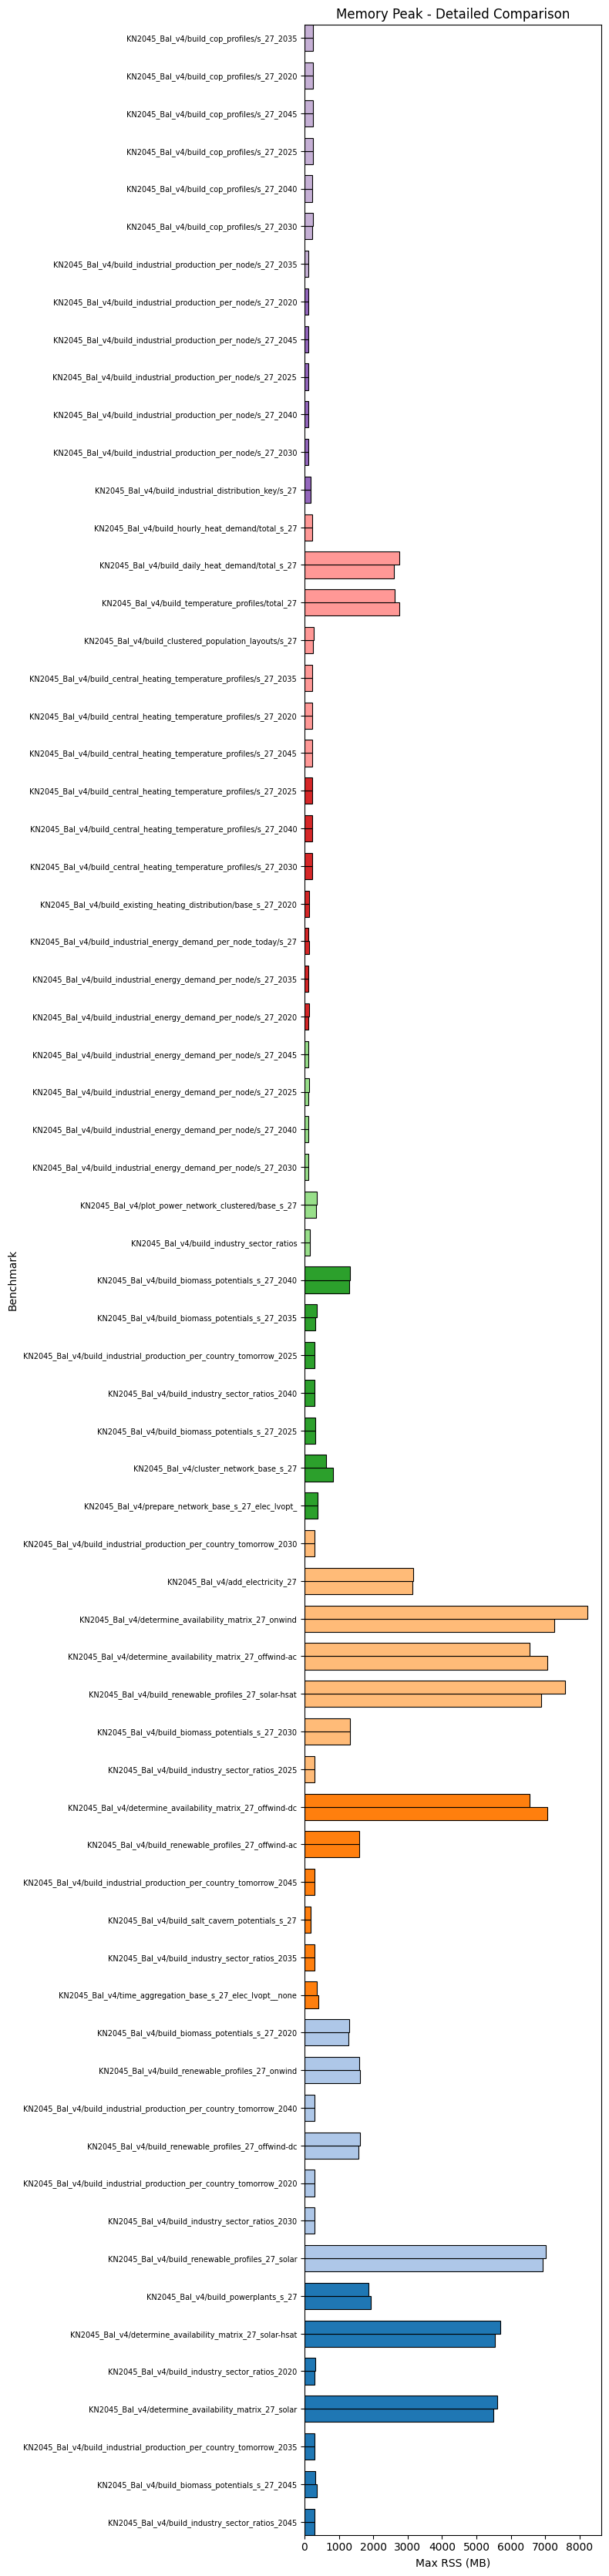 Memory Peak - Detailed Comparison
KN2045_Bal_v4/build_cop_profiles/s_27_2035
KN2045_Bal_v4/build_cop_profiles/s_27_2020
KN2045_Bal_v4/build_cop_profiles/s_27_2045
KN2045_Bal_v4/build_cop_profiles/s_27_2025
KN2045_Bal_v4/build_cop_profiles/s_27_2040
KN2045_Bal_v4/build_cop_profiles/s_27_2030
KN2045_Bal_v4/build_industrial_production_per_node/s_27_2035
KN2045_Bal_v4/build_industrial_production_per_node/s_27_2020
KN2045_Bal_v4/build_industrial_production_per_node/s_27_2045
KN2045_Bal_v4/build_industrial_production_per_node/s_27_2025
KN2045_Bal_v4/build_industrial_production_per_node/s_27_2040
KN2045_Bal_v4/build_industrial_production_per_node/s_27_2030
KN2045_Bal_v4/build_industrial_distribution_key/s_27
KN2045_Bal_v4/build_hourly_heat_demand/total_s_27
KN2045_Bal_v4/build_daily_heat_demand/total_s_27
KN2045_Bal_v4/build_temperature_profiles/total_27
KN2045_Bal_v4/build_clustered_population_layouts/s_27
KN2045_Bal_v4/build_central_heating_temperature_profiles/s_27_2035
KN2045_Bal_v4/build_central_heating_temperature_profiles/s_27_2020
KN2045_Bal_v4/build_central_heating_temperature_profiles/s_27_2045
KN2045_Bal_v4/build_central_heating_temperature_profiles/s_27_2025
KN2045_Bal_v4/build_central_heating_temperature_profiles/s_27_2040
KN2045_Bal_v4/build_central_heating_temperature_profiles/s_27_2030
KN2045_Bal_v4/build_existing_heating_distribution/base_s_27_2020
KN2045_Bal_v4/build_industrial_energy_demand_per_node_today/s_27
KN2045_Bal_v4/build_industrial_energy_demand_per_node/s_27_2035
KN2045_Bal_v4/build_industrial_energy_demand_per_node/s_27_2020
KN2045_Bal_v4/build_industrial_energy_demand_per_node/s_27_2045
KN2045_Bal_v4/build_industrial_energy_demand_per_node/s_27_2025
KN2045_Bal_v4/build_industrial_energy_demand_per_node/s_27_2040
KN2045_Bal_v4/build_industrial_energy_demand_per_node/s_27_2030
KN2045_Bal_v4/plot_power_network_clustered/base_s_27
KN2045_Bal_v4/build_industry_sector_ratios
KN2045_Bal_v4/build_biomass_potentials_s_27_2040
KN2045_Bal_v4/build_biomass_potentials_s_27_2035
KN2045_Bal_v4/build_industrial_production_per_country_tomorrow_2025
KN2045_Bal_v4/build_industry_sector_ratios_2040
KN2045_Bal_v4/build_biomass_potentials_s_27_2025
KN2045_Bal_v4/cluster_network_base_s_27
KN2045_Bal_v4/prepare_network_base_s_27_elec_lvopt_
KN2045_Bal_v4/build_industrial_production_per_country_tomorrow_2030
KN2045_Bal_v4/add_electricity_27
KN2045_Bal_v4/determine_availability_matrix_27_onwind
KN2045_Bal_v4/determine_availability_matrix_27_offwind-ac
KN2045_Bal_v4/build_renewable_profiles_27_solar-hsat
KN2045_Bal_v4/build_biomass_potentials_s_27_2030
KN2045_Bal_v4/build_industry_sector_ratios_2025
KN2045_Bal_v4/determine_availability_matrix_27_offwind-dc
KN2045_Bal_v4/build_renewable_profiles_27_offwind-ac
KN2045_Bal_v4/build_industrial_production_per_country_tomorrow_2045
KN2045_Bal_v4/build_salt_cavern_potentials_s_27
KN2045_Bal_v4/build_industry_sector_ratios_2035
KN2045_Bal_v4/time_aggregation_base_s_27_elec_lvopt__none
KN2045_Bal_v4/build_biomass_potentials_s_27_2020
KN2045_Bal_v4/build_renewable_profiles_27_onwind
KN2045_Bal_v4/build_industrial_production_per_country_tomorrow_2040
KN2045_Bal_v4/build_renewable_profiles_27_offwind-dc
KN2045_Bal_v4/build_industrial_production_per_country_tomorrow_2020
KN2045_Bal_v4/build_industry_sector_ratios_2030
KN2045_Bal_v4/build_renewable_profiles_27_solar
KN2045_Bal_v4/build_powerplants_s_27
KN2045_Bal_v4/determine_availability_matrix_27_solar-hsat
KN2045_Bal_v4/build_industry_sector_ratios_2020
KN2045_Bal_v4/determine_availability_matrix_27_solar
KN2045_Bal_v4/build_industrial_production_per_country_tomorrow_2035
KN2045_Bal_v4/build_biomass_potentials_s_27_2045
KN2045_Bal_v4/build_industry_sector_ratios_2045
Benchmark
0 1000 2000 3000 4000 5000 6000 7000 8000
Max RSS (MB)